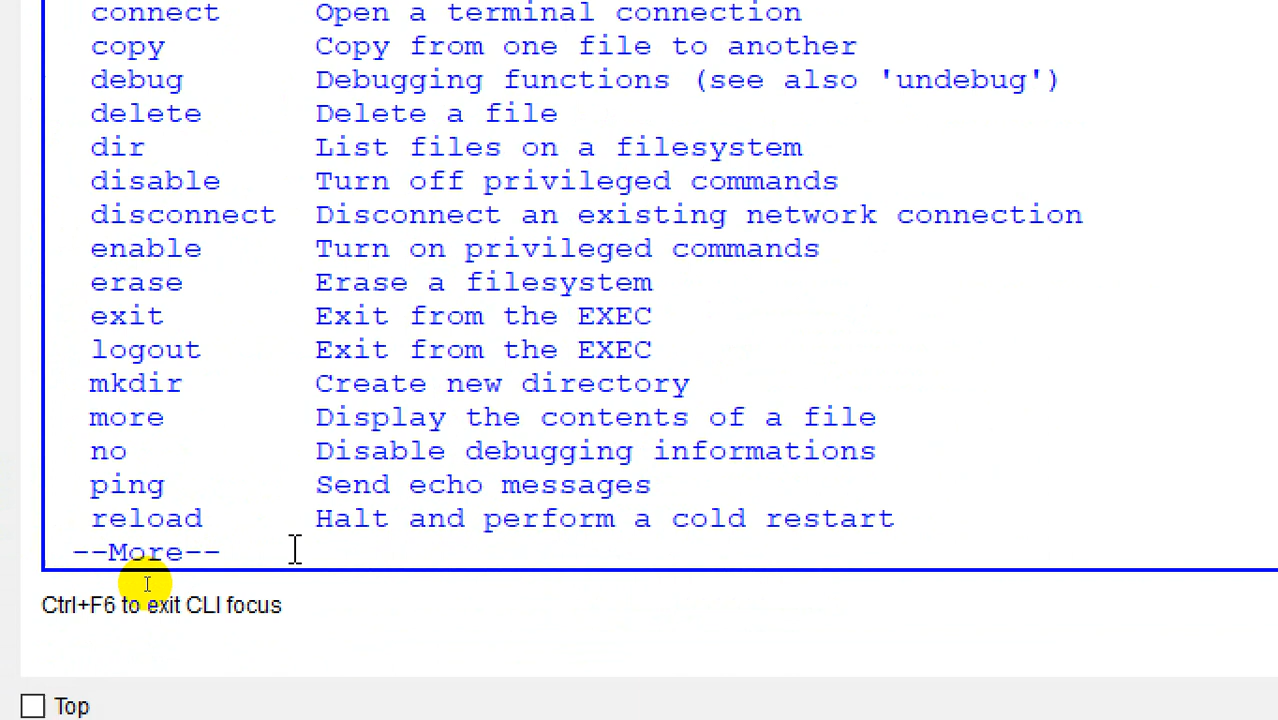 connect Open a terminal connection
copy Copy from one file to another
debug Debugging functions (see also 'undebug')
delete Delete a file
dir List files on a filesystem
disable Turn off privileged commands
disconnect Disconnect an existing network connection
enable Turn on privileged commands
erase Erase a filesystem
exit Exit from the EXEC
logout Exit from the EXEC
mkdir Create new directory
more Display the contents of a file
no Disable debugging informations
ping Send echo messages
reload Halt and perform a cold restart
--More--
Ctrl+F6 to exit CLI focus
Top